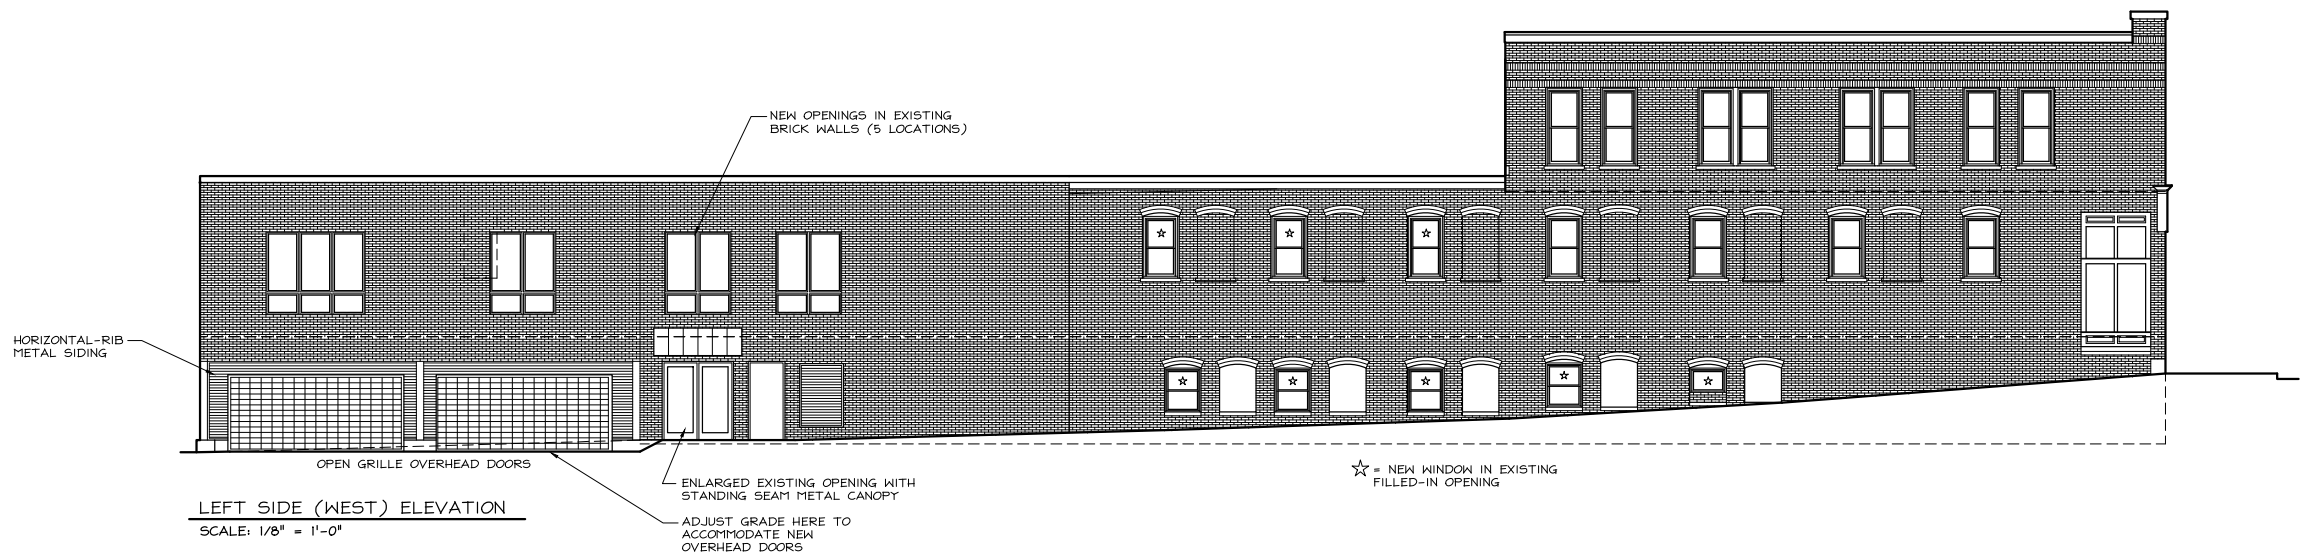 NEW OPENINGS IN EXISTING
BRICK WALLS (5 LOCATIONS)
HORIZONTAL-RIB
METAL SIDING
OPEN GRILLE OVERHEAD DOORS
☆ = NEW WINDOW IN EXISTING
FILLED-IN OPENING
ENLARGED EXISTING OPENING WITH
STANDING SEAM METAL CANOPY
LEFT SIDE (WEST) ELEVATION
SCALE: 1/8" = 1'-0"
ADJUST GRADE HERE TO
ACCOMMODATE NEW
OVERHEAD DOORS